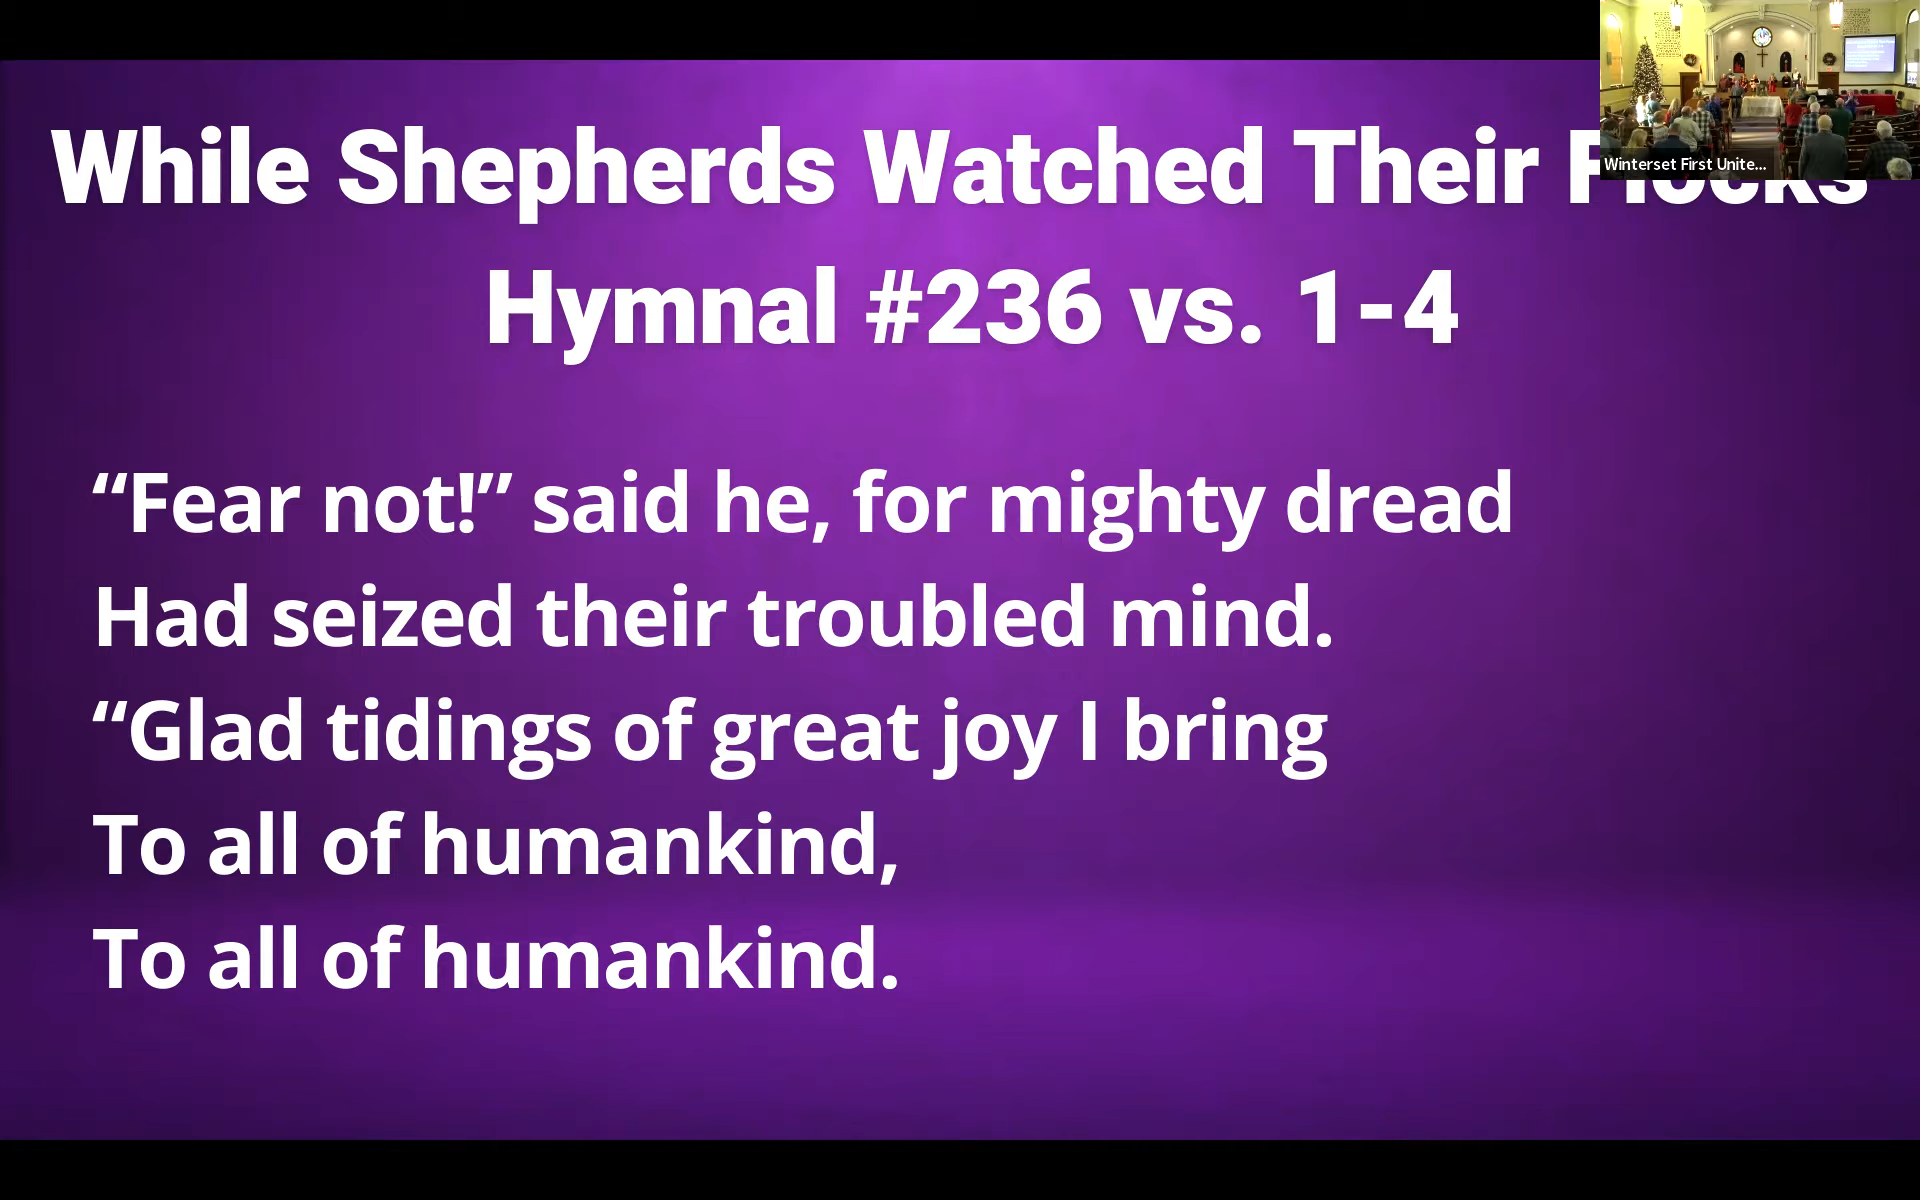 While Shepherds Watched Their Flocks
Hymnal #236 vs. 1-4
Winterset First Unite...
“Fear not!” said he, for mighty dread
Had seized their troubled mind.
“Glad tidings of great joy I bring
To all of humankind,
To all of humankind.